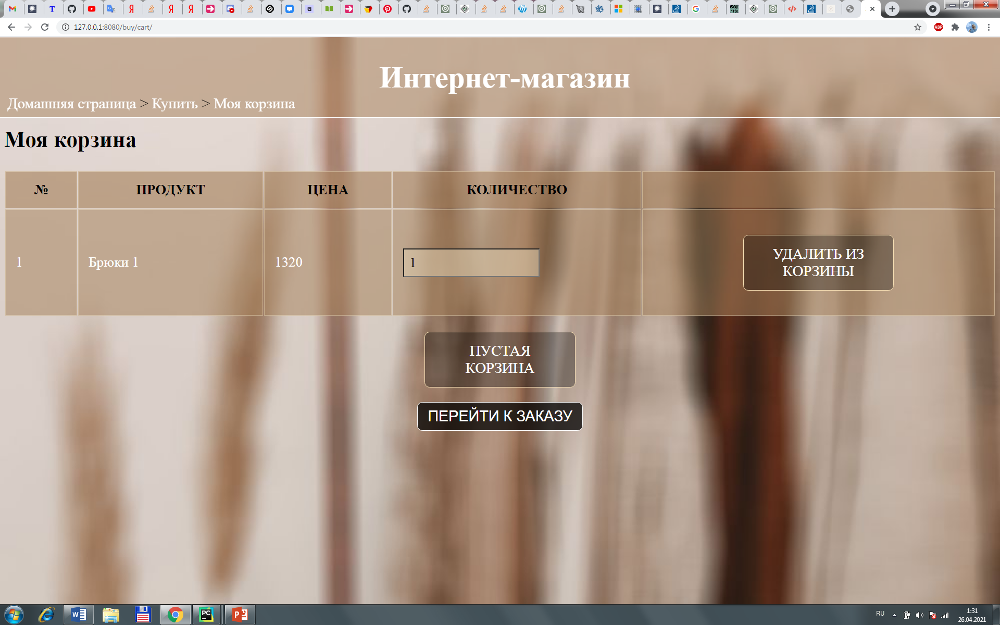 127.0.0.1:8080/buy/cart/
Интернет-магазин
Домашняя страница > Купить > Моя корзина
Моя корзина
№ ПРОДУКТ ЦЕНА КОЛИЧЕСТВО
1 Брюки 1 1320 1 УДАЛИТЬ ИЗ
КОРЗИНЫ
ПУСТАЯ
КОРЗИНА
ПЕРЕЙТИ К ЗАКАЗУ
RU 1:31
26.04.2021